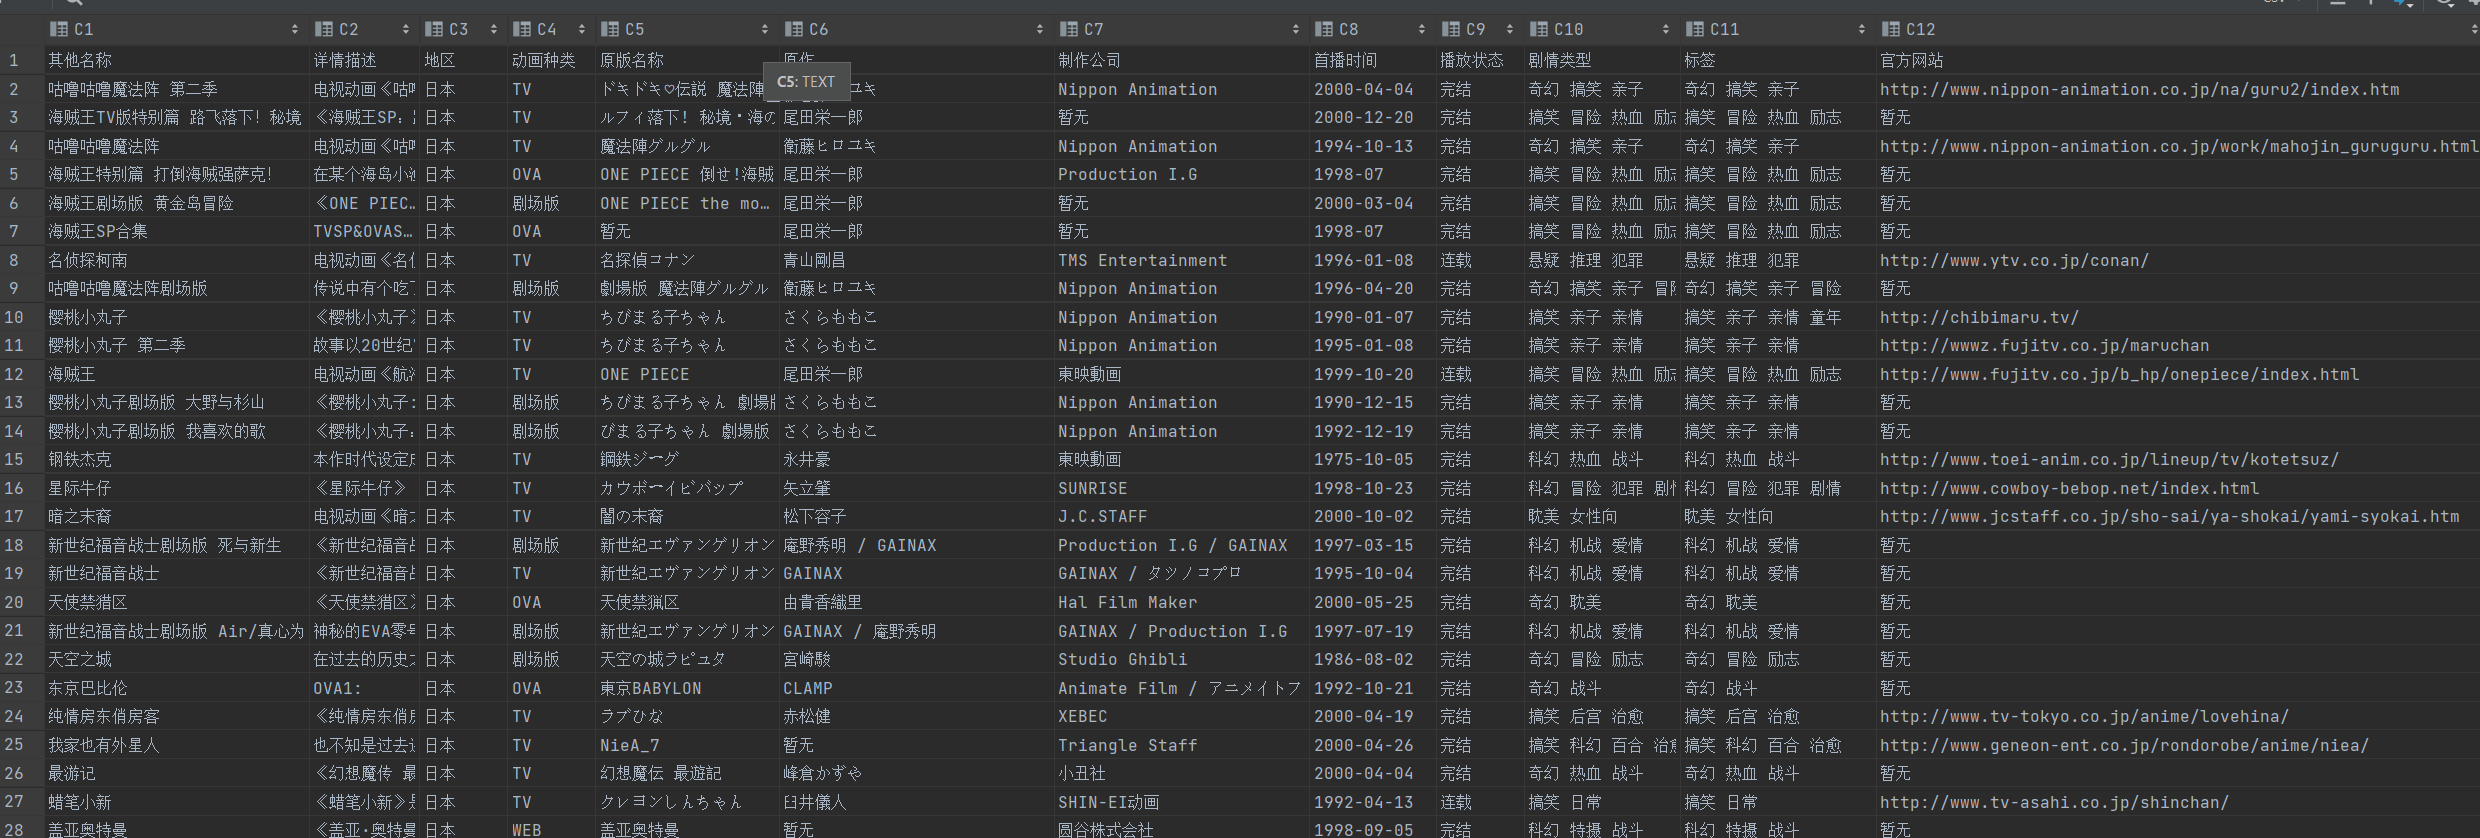 C1 C2 C3 C4 C5 C6 C7 C8 C9 C10 C11 C12
1 其他名称 详情描述 地区 动画种类 原版名称 原作 制作公司 首播时间 播放状态 剧情类型 标签 官方网站
C5: TEXT
2 咕噜咕噜魔法阵 第二季 电视动画《咕 日本 TV ドキドキ♡伝説 魔法陣 ユキ Nippon Animation 2000-04-04 完结 奇幻 搞笑 亲子 奇幻 搞笑 亲子 http://www.nippon-animation.co.jp/na/guru2/index.htm
3 海贼王TV版特别篇 路飞落下! 秘境 《海贼王SP: 日本 TV ルフィ落下! 秘境·海の 尾田栄一郎 暂无 2000-12-20 完结 搞笑 冒险 热血 励志 搞笑 冒险 热血 励志 暂无
4 咕噜咕噜魔法阵 电视动画《咕 日本 TV 魔法陣グルグル 衛藤ヒロユキ Nippon Animation 1994-10-13 完结 奇幻 搞笑 亲子 奇幻 搞笑 亲子 http://www.nippon-animation.co.jp/work/mahojin_guruguru.html
5 海贼王特别篇 打倒海贼强萨克! 在某个海岛小 日本 OVA ONE PIECE 倒せ!海賊 尾田栄一郎 Production I.G 1998-07 完结 搞笑 冒险 热血 励志 搞笑 冒险 热血 励志 暂无
6 海贼王剧场版 黄金岛冒险 《ONE PIEC… 日本 剧场版 ONE PIECE the mo… 尾田栄一郎 暂无 2000-03-04 完结 搞笑 冒险 热血 励志 搞笑 冒险 热血 励志 暂无
7 海贼王SP合集 TVSP&OVAS… 日本 OVA 暂无 尾田栄一郎 暂无 1998-07 完结 搞笑 冒险 热血 励志 搞笑 冒险 热血 励志 暂无
8 名侦探柯南 电视动画《名 日本 TV 名探偵コナン 青山剛昌 TMS Entertainment 1996-01-08 连载 悬疑 推理 犯罪 悬疑 推理 犯罪 http://www.ytv.co.jp/conan/
9 咕噜咕噜魔法阵剧场版 传说中有个吃 日本 剧场版 劇場版 魔法陣グルグル 衛藤ヒロユキ Nippon Animation 1996-04-20 完结 奇幻 搞笑 亲子 冒 奇幻 搞笑 亲子 冒险 暂无
10 樱桃小丸子 《樱桃小丸子》 日本 TV ちびまる子ちゃん さくらももこ Nippon Animation 1990-01-07 完结 搞笑 亲子 亲情 搞笑 亲子 亲情 童年 http://chibimaru.tv/
11 樱桃小丸子 第二季 故事以20世纪 日本 TV ちびまる子ちゃん さくらももこ Nippon Animation 1995-01-08 完结 搞笑 亲子 亲情 搞笑 亲子 亲情 http://wwwz.fujitv.co.jp/maruchan
12 海贼王 电视动画《航 日本 TV ONE PIECE 尾田栄一郎 東映動画 1999-10-20 连载 搞笑 冒险 热血 励志 搞笑 冒险 热血 励志 http://www.fujitv.co.jp/b_hp/onepiece/index.html
13 樱桃小丸子剧场版 大野与杉山 《樱桃小丸子: 日本 剧场版 ちびまる子ちゃん 劇場 さくらももこ Nippon Animation 1990-12-15 完结 搞笑 亲子 亲情 搞笑 亲子 亲情 暂无
14 樱桃小丸子剧场版 我喜欢的歌 《樱桃小丸子: 日本 剧场版 びまる子ちゃん 劇場版 さくらももこ Nippon Animation 1992-12-19 完结 搞笑 亲子 亲情 搞笑 亲子 亲情 暂无
15 钢铁杰克 本作时代设定 日本 TV 鋼鉄ジーグ 永井豪 東映動画 1975-10-05 完结 科幻 热血 战斗 科幻 热血 战斗 http://www.toei-anim.co.jp/lineup/tv/kotetsuz/
16 星际牛仔 《星际牛仔》 日本 TV カウボーイビバップ 矢立肇 SUNRISE 1998-10-23 完结 科幻 冒险 犯罪 剧情 科幻 冒险 犯罪 剧情 http://www.cowboy-bebop.net/index.html
17 暗之末裔 电视动画《暗 日本 TV 闇の末裔 松下容子 J.C.STAFF 2000-10-02 完结 耽美 女性向 耽美 女性向 http://www.jcstaff.co.jp/sho-sai/ya-shokai/yami-syokai.htm
18 新世纪福音战士剧场版 死与新生 《新世纪福音 日本 剧场版 新世紀エヴァンゲリオン 庵野秀明 / GAINAX Production I.G / GAINAX 1997-03-15 完结 科幻 机战 爱情 科幻 机战 爱情 暂无
19 新世纪福音战士 《新世纪福音 日本 TV 新世紀エヴァンゲリオン GAINAX GAINAX / タツノコプロ 1995-10-04 完结 科幻 机战 爱情 科幻 机战 爱情 暂无
20 天使禁猎区 《天使禁猎区》 日本 OVA 天使禁猟区 由貴香織里 Hal Film Maker 2000-05-25 完结 奇幻 耽美 奇幻 耽美 暂无
21 新世纪福音战士剧场版 Air/真心为 神秘的EVA零号 日本 剧场版 新世紀エヴァンゲリオン GAINAX / 庵野秀明 GAINAX / Production I.G 1997-07-19 完结 科幻 机战 爱情 科幻 机战 爱情 暂无
22 天空之城 在过去的历史 日本 剧场版 天空の城ラピュタ 宮崎駿 Studio Ghibli 1986-08-02 完结 奇幻 冒险 励志 奇幻 冒险 励志 暂无
23 东京巴比伦 OVA1: 日本 OVA 東京BABYLON CLAMP Animate Film / アニメイトフ 1992-10-21 完结 奇幻 战斗 奇幻 战斗 暂无
24 纯情房东俏房客 《纯情房东俏 日本 TV ラブひな 赤松健 XEBEC 2000-04-19 完结 搞笑 后宫 治愈 搞笑 后宫 治愈 http://www.tv-tokyo.co.jp/anime/lovehina/
25 我家也有外星人 也不知是过去 日本 TV NieA_7 暂无 Triangle Staff 2000-04-26 完结 搞笑 科幻 百合 治愈 搞笑 科幻 百合 治愈 http://www.geneon-ent.co.jp/rondorobe/anime/niea/
26 最游记 《幻想魔传 最 日本 TV 幻想魔伝 最遊記 峰倉かずや 小丑社 2000-04-04 完结 奇幻 热血 战斗 奇幻 热血 战斗 暂无
27 蜡笔小新 《蜡笔小新》 日本 TV クレヨンしんちゃん 臼井儀人 SHIN-EI动画 1992-04-13 连载 搞笑 日常 搞笑 日常 http://www.tv-asahi.co.jp/shinchan/
28 盖亚奥特曼 《盖亚·奥特曼 日本 WEB 盖亚奥特曼 暂无 圆谷株式会社 1998-09-05 完结 科幻 特摄 战斗 科幻 特摄 战斗 暂无